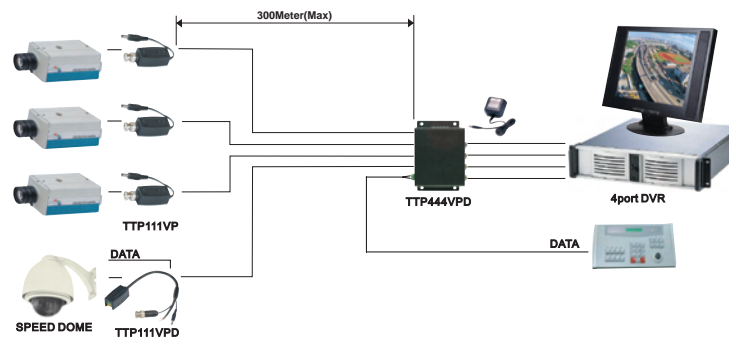 300Meter(Max)
TTP111VP
TTP444VPD
4port DVR
DATA
DATA
SPEED DOME
TTP111VPD